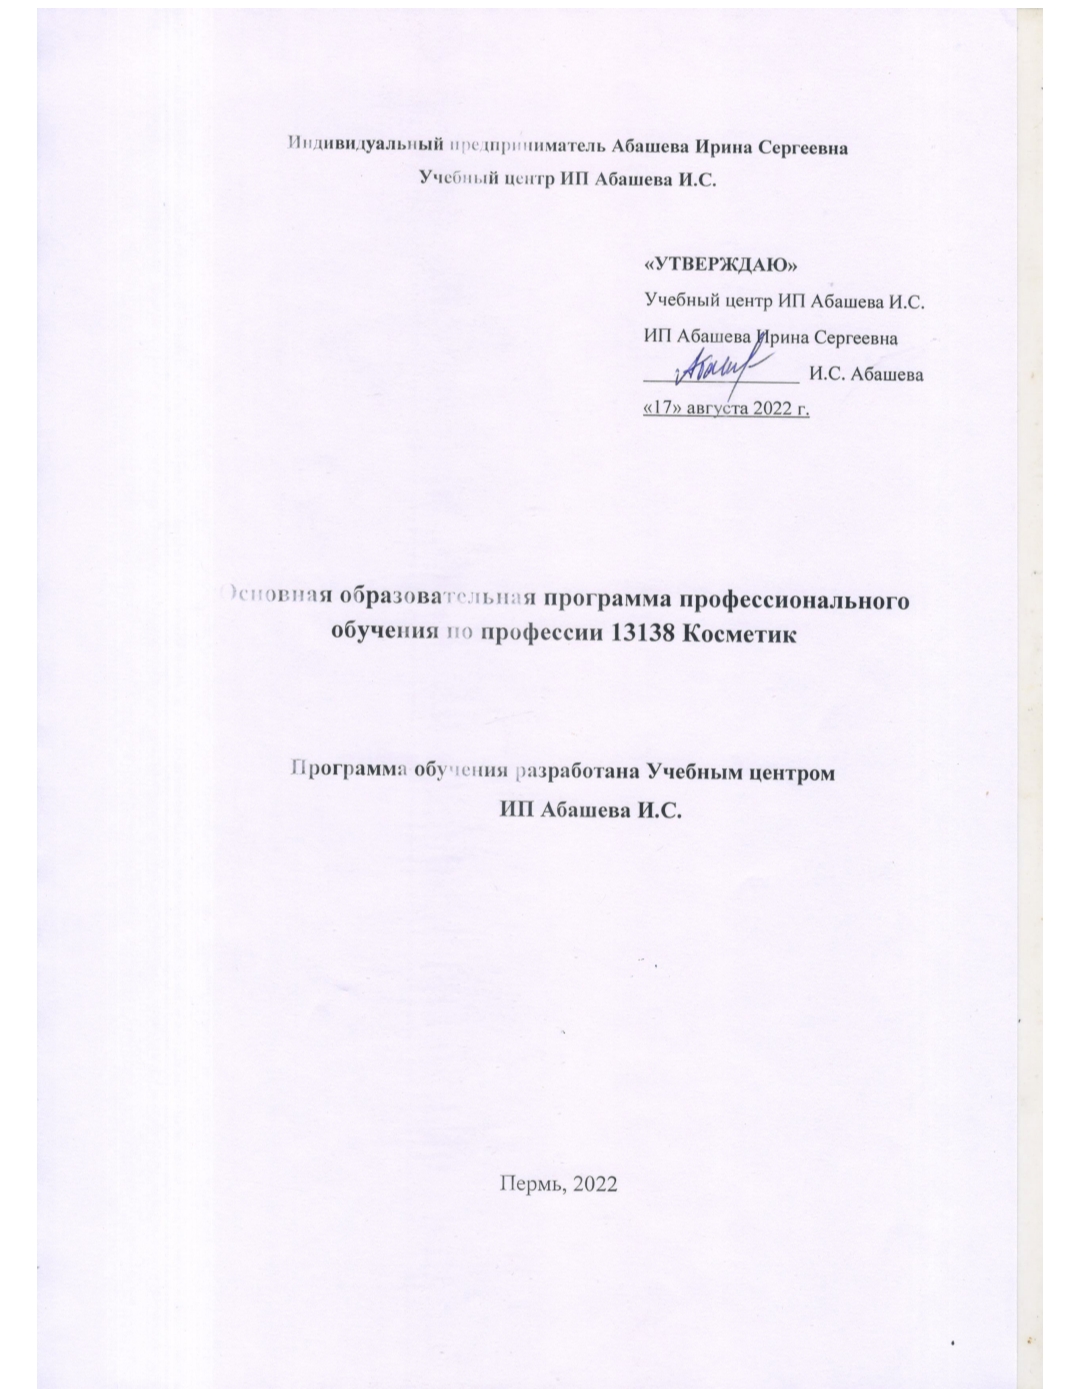 Индивидуальный предприниматель Абашева Ирина Сергеевна
Учебный центр ИП Абашева И.С.
«УТВЕРЖДАЮ»
Учебный центр ИП Абашева И.С.
ИП Абашева Ирина Сергеевна
И.С. Абашева
«17» августа 2022 г.
Основная образовательная программа профессионального
обучения по профессии 13138 Косметик
Программа обучения разработана Учебным центром
ИП Абашева И.С.
Пермь, 2022